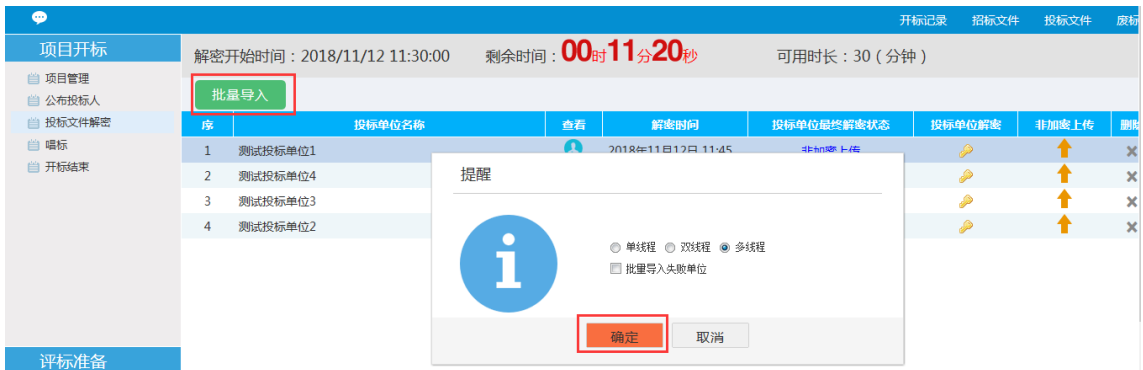 开标记录 招标文件 投标文件 废标
项目开标
解密开始时间：2018/11/12 11:30:00 剩余时间：00时11分20秒 可用时长：30（分钟）
项目管理
公布投标人
投标文件解密
唱标
开标结束
批量导入
序 投标单位名称 查看 解密时间 投标单位最终解密状态 投标单位解密 非加密上传 删除
1 测试投标单位1 2018年11月12日 11:45 非加密上传
2 测试投标单位4
3 测试投标单位3
4 测试投标单位2
提醒
单线程 双线程 多线程
批里导入失败单位
确定 取消
评标准备